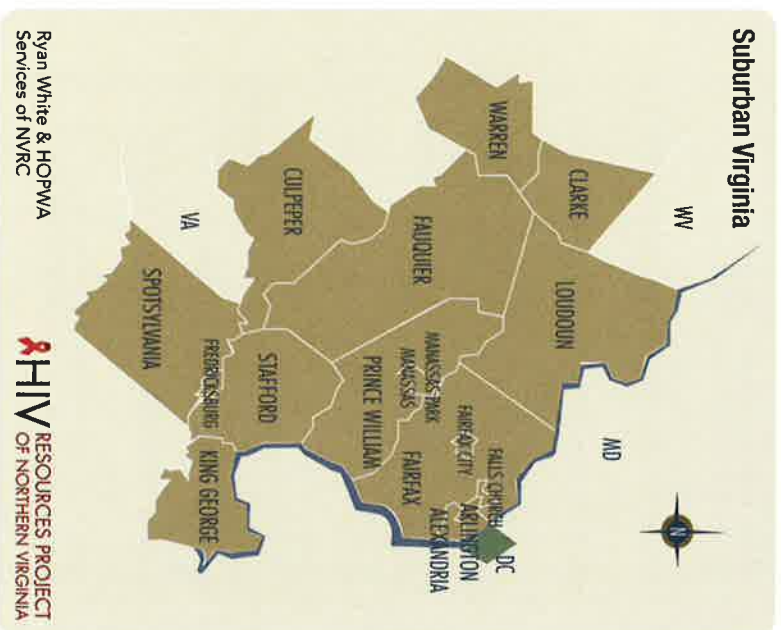 Suburban Virginia
WV
MD
N
CLARKE
WARREN
LOUDOUN
DC
FALLS CHURCH
ARLINGTON
FAIRFAX CITY
ALEXANDRIA
FAUQUIER
MANASSAS PARK
MANASSAS
FAIRFAX
PRINCE WILLIAM
CULPEPER
STAFFORD
VA
FREDRICKSBURG
KING GEORGE
SPOTSYLVANIA
Ryan White & HOPWA
Services of NVRC
HIV RESOURCES PROJECT
OF NORTHERN VIRGINIA